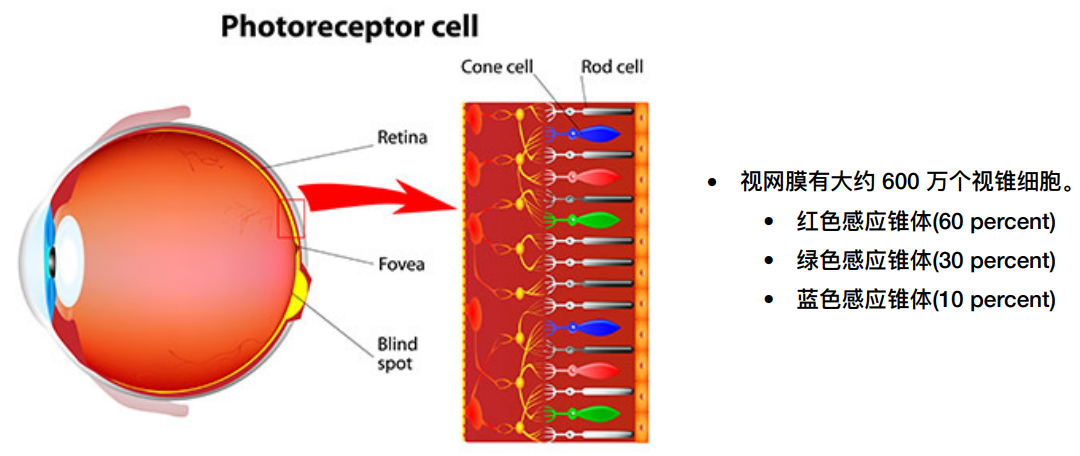 Photoreceptor cell
Cone cell
Rod cell
Retina
Fovea
Blind
spot
• 视网膜有大约 600 万个视锥细胞。
• 红色感应锥体(60 percent)
• 绿色感应锥体(30 percent)
• 蓝色感应锥体(10 percent)